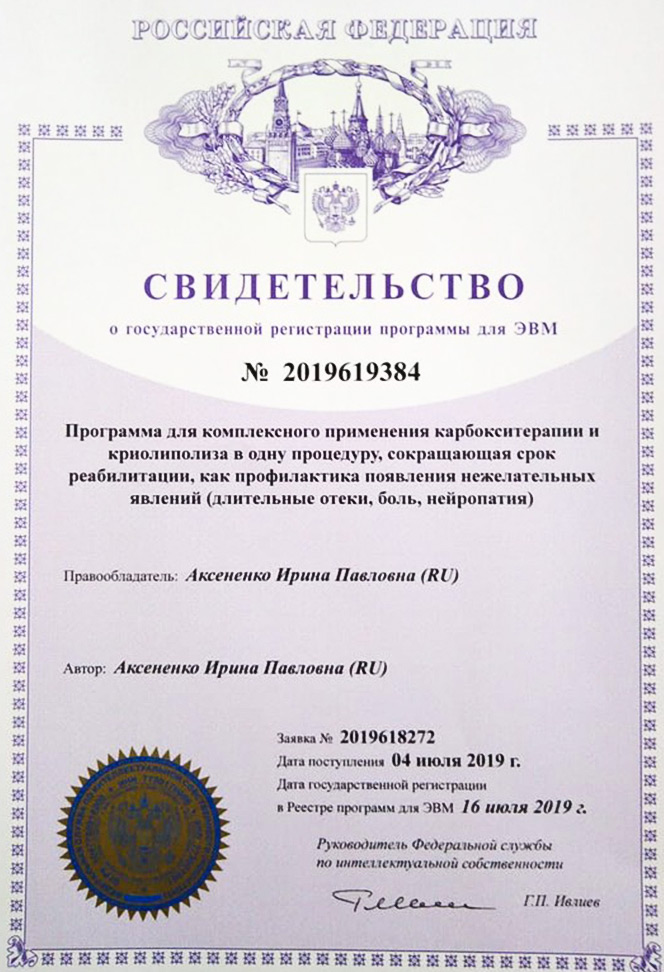 РОССИЙСКАЯ ФЕДЕРАЦИЯ
СВИДЕТЕЛЬСТВО
о государственной регистрации программы для ЭВМ
№ 2019619384
Программа для комплексного применения карбокситерапии и
криолиполиза в одну процедуру, сокращающая срок
реабилитации, как профилактика появления нежелательных
явлений (длительные отеки, боль, нейропатия)
Правообладатель: Аксененко Ирина Павловна (RU)
Автор: Аксененко Ирина Павловна (RU)
Заявка № 2019618272
Дата поступления 04 июля 2019 г.
Дата государственной регистрации
в Реестре программ для ЭВМ 16 июля 2019 г.
Руководитель Федеральной службы
по интеллектуальной собственности
Г.П. Ивлиев